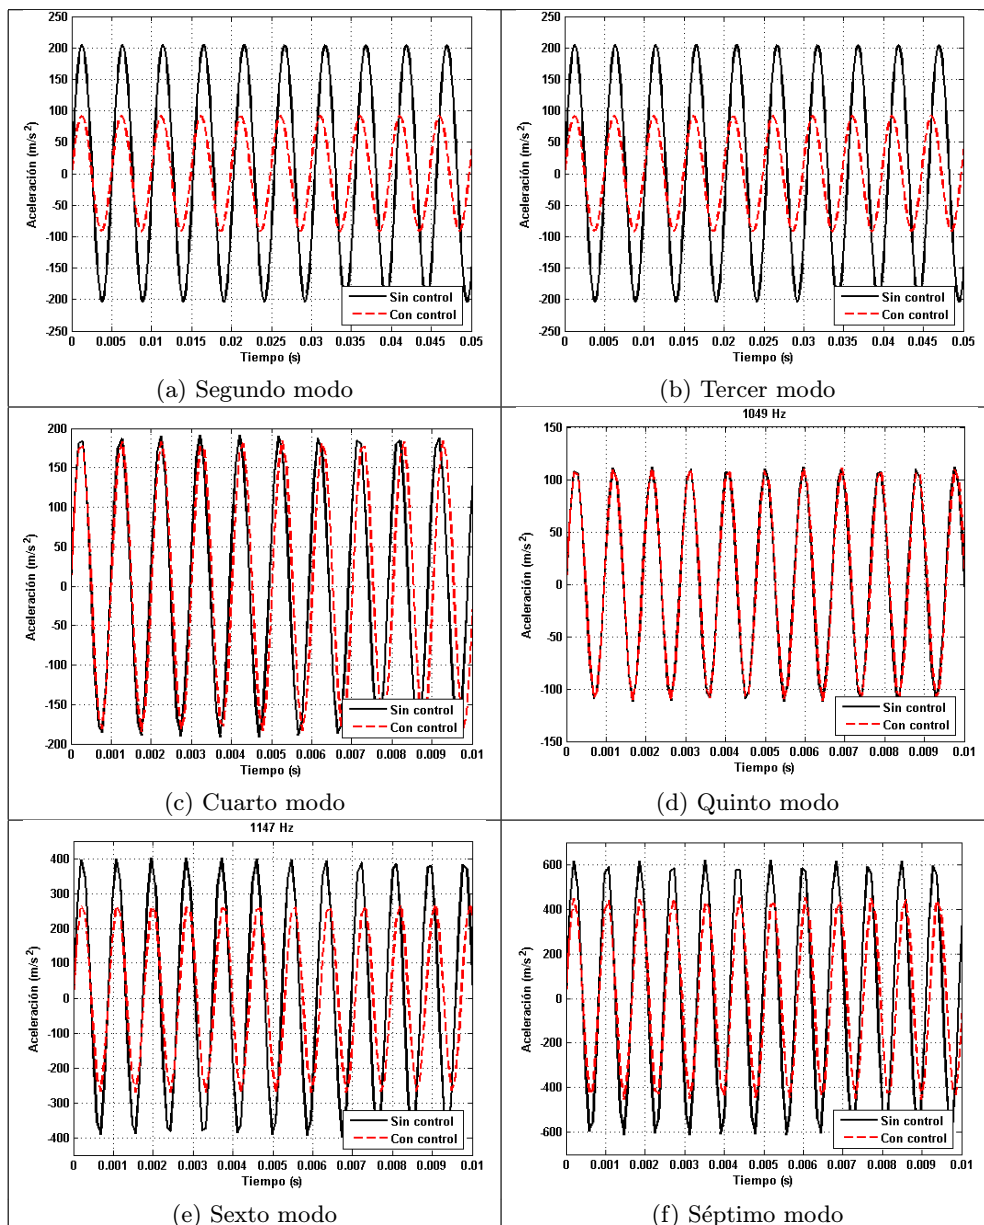 250
200
150
100
50
0
-50
-100
-150
-200
-250
Aceleración (m/s²)
0 0.005 0.01 0.015 0.02 0.025 0.03 0.035 0.04 0.045 0.05
Tiempo (s)
Sin control
Con control
(a) Segundo modo
250
200
150
100
50
0
-50
-100
-150
-200
-250
Aceleración (m/s²)
0 0.005 0.01 0.015 0.02 0.025 0.03 0.035 0.04 0.045 0.05
Tiempo (s)
Sin control
Con control
(b) Tercer modo
200
150
100
50
0
-50
-100
-150
-200
Aceleración (m/s²)
0 0.001 0.002 0.003 0.004 0.005 0.006 0.007 0.008 0.009 0.01
Tiempo (s)
Sin control
Con control
(c) Cuarto modo
1049 Hz
150
100
50
0
-50
-100
-150
Aceleración (m/s²)
0 0.001 0.002 0.003 0.004 0.005 0.006 0.007 0.008 0.009 0.01
Tiempo (s)
Sin control
Con control
(d) Quinto modo
1147 Hz
400
300
200
100
0
-100
-200
-300
-400
Aceleración (m/s²)
0 0.001 0.002 0.003 0.004 0.005 0.006 0.007 0.008 0.009 0.01
Tiempo (s)
Sin control
Con control
(e) Sexto modo
600
400
200
0
-200
-400
-600
Aceleración (m/s²)
0 0.001 0.002 0.003 0.004 0.005 0.006 0.007 0.008 0.009 0.01
Tiempo (s)
Sin control
Con control
(f) Séptimo modo